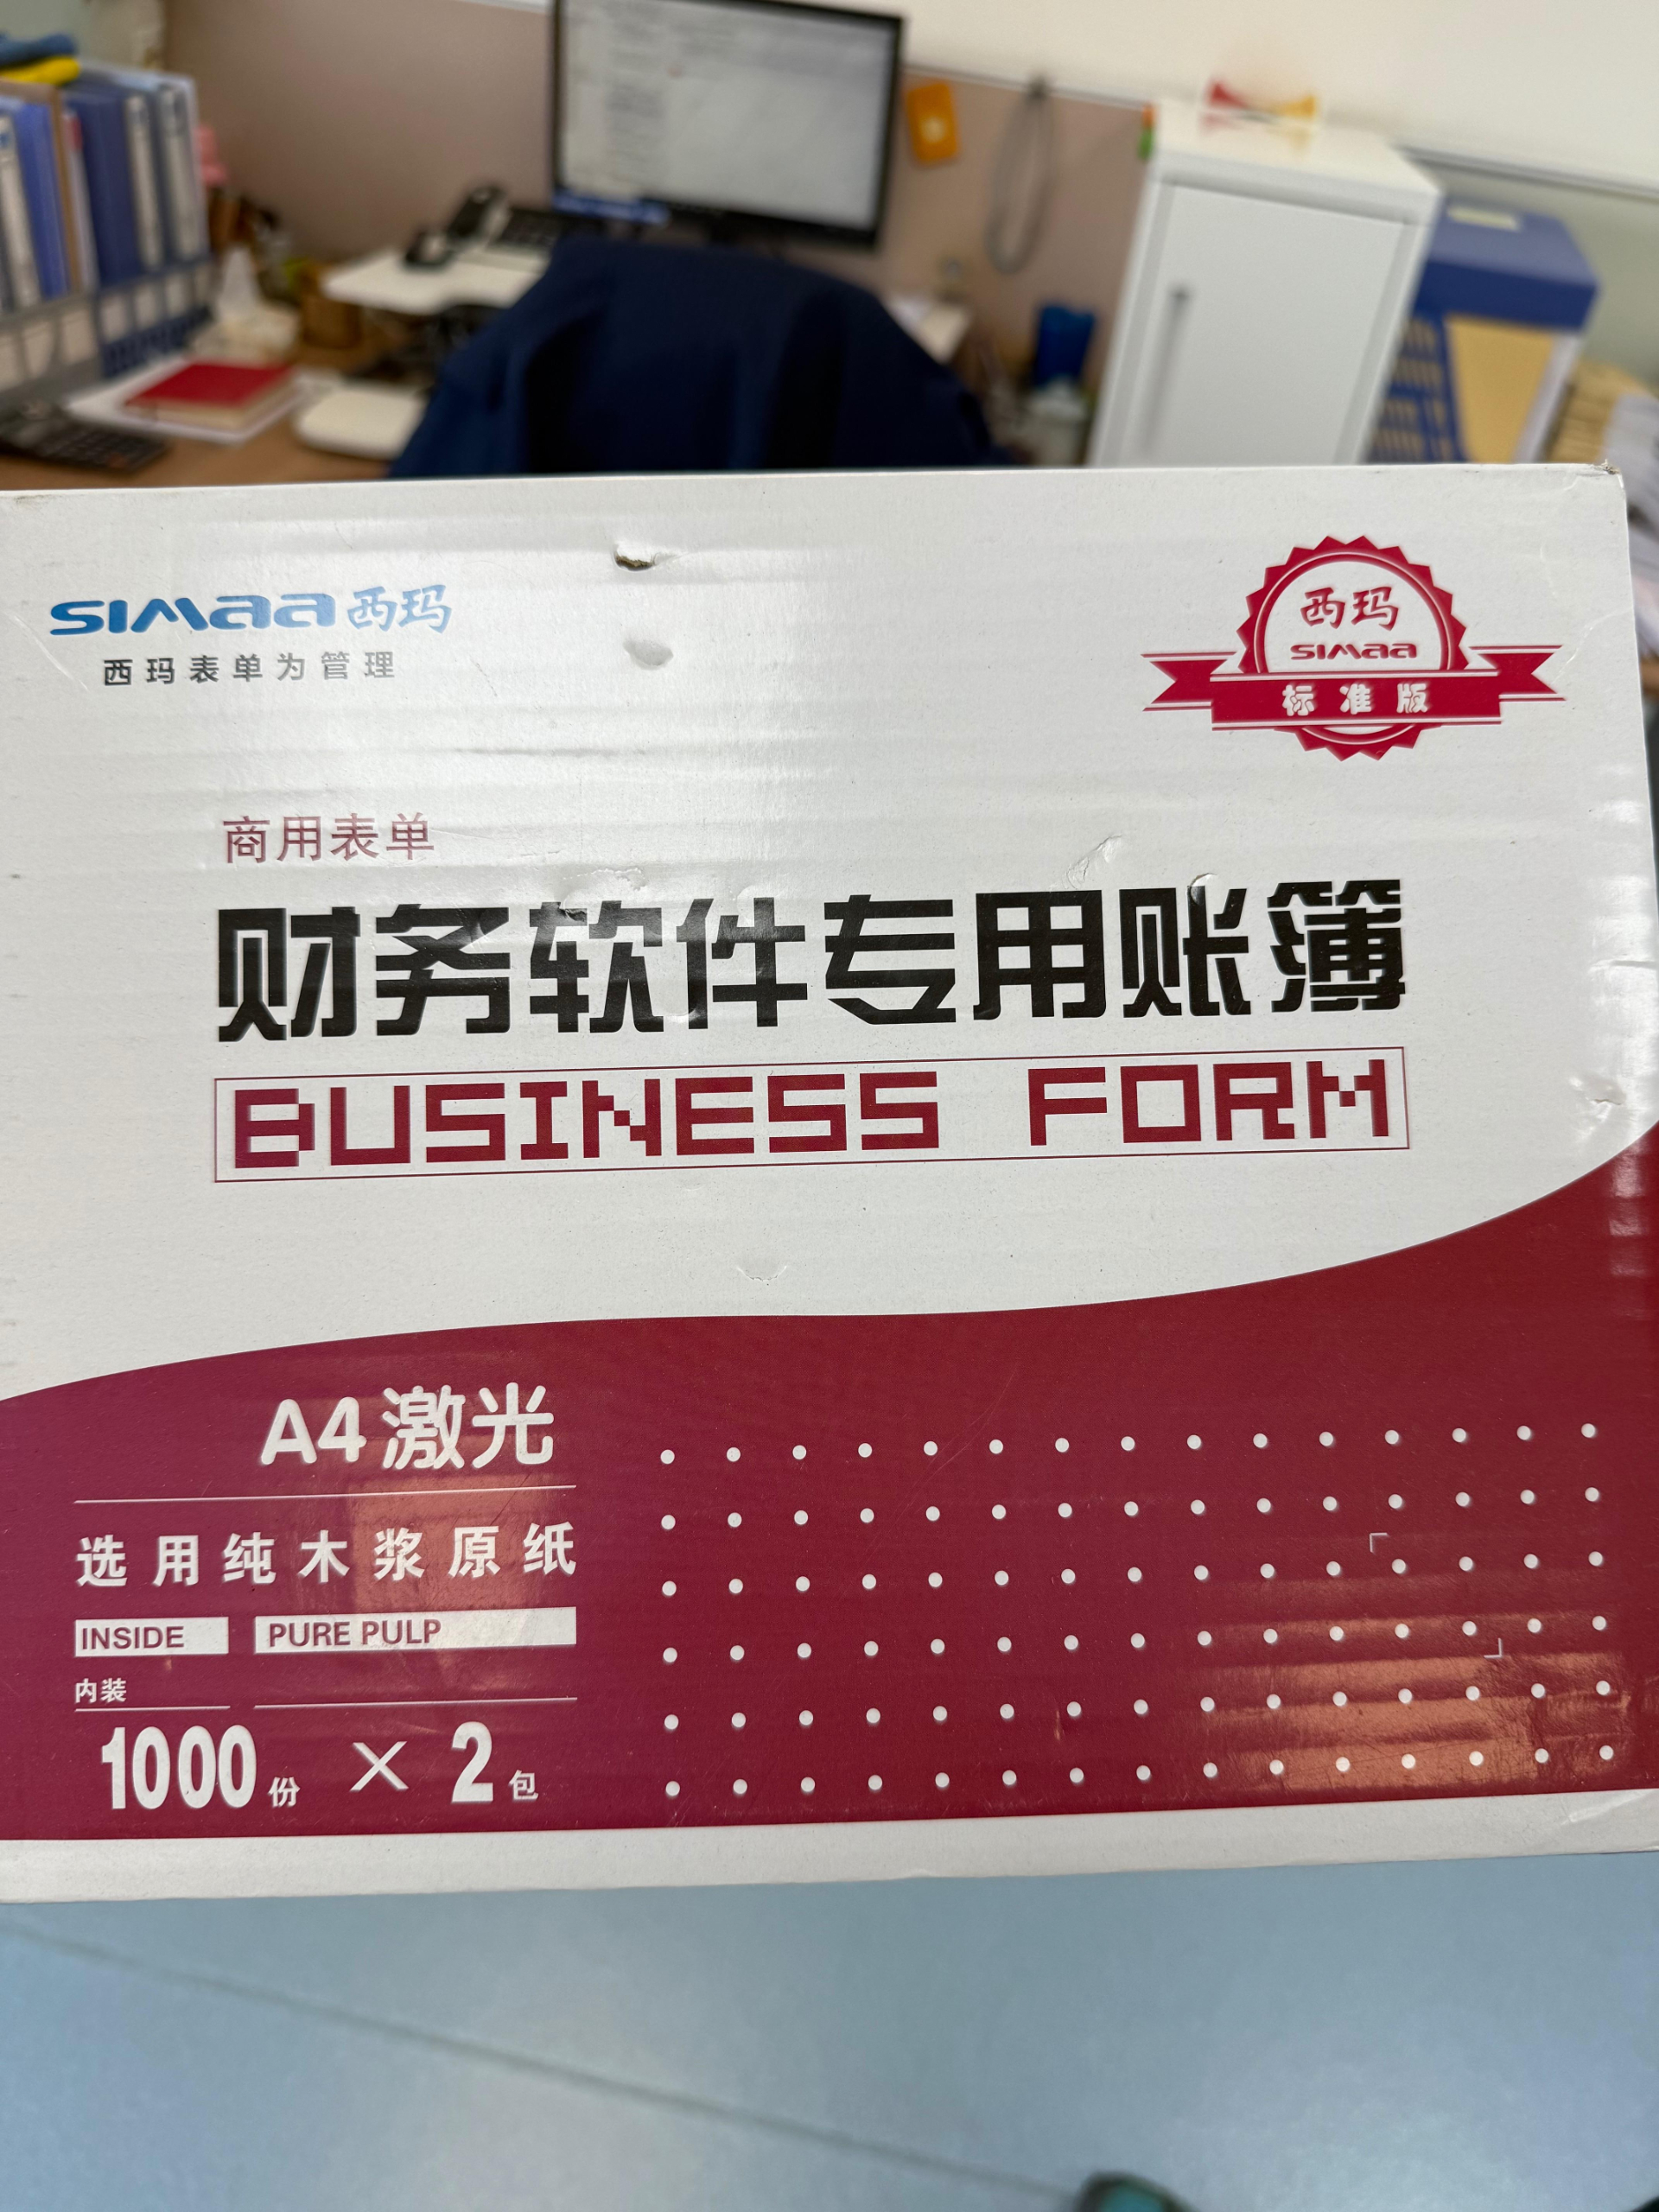 simaa 西玛
西玛表单为管理
西玛
simaa
标准版
商用表单
财务软件专用账簿
BUSINESS FORM
A4激光
选用纯木浆原纸
INSIDE PURE PULP
内装
1000份 × 2包